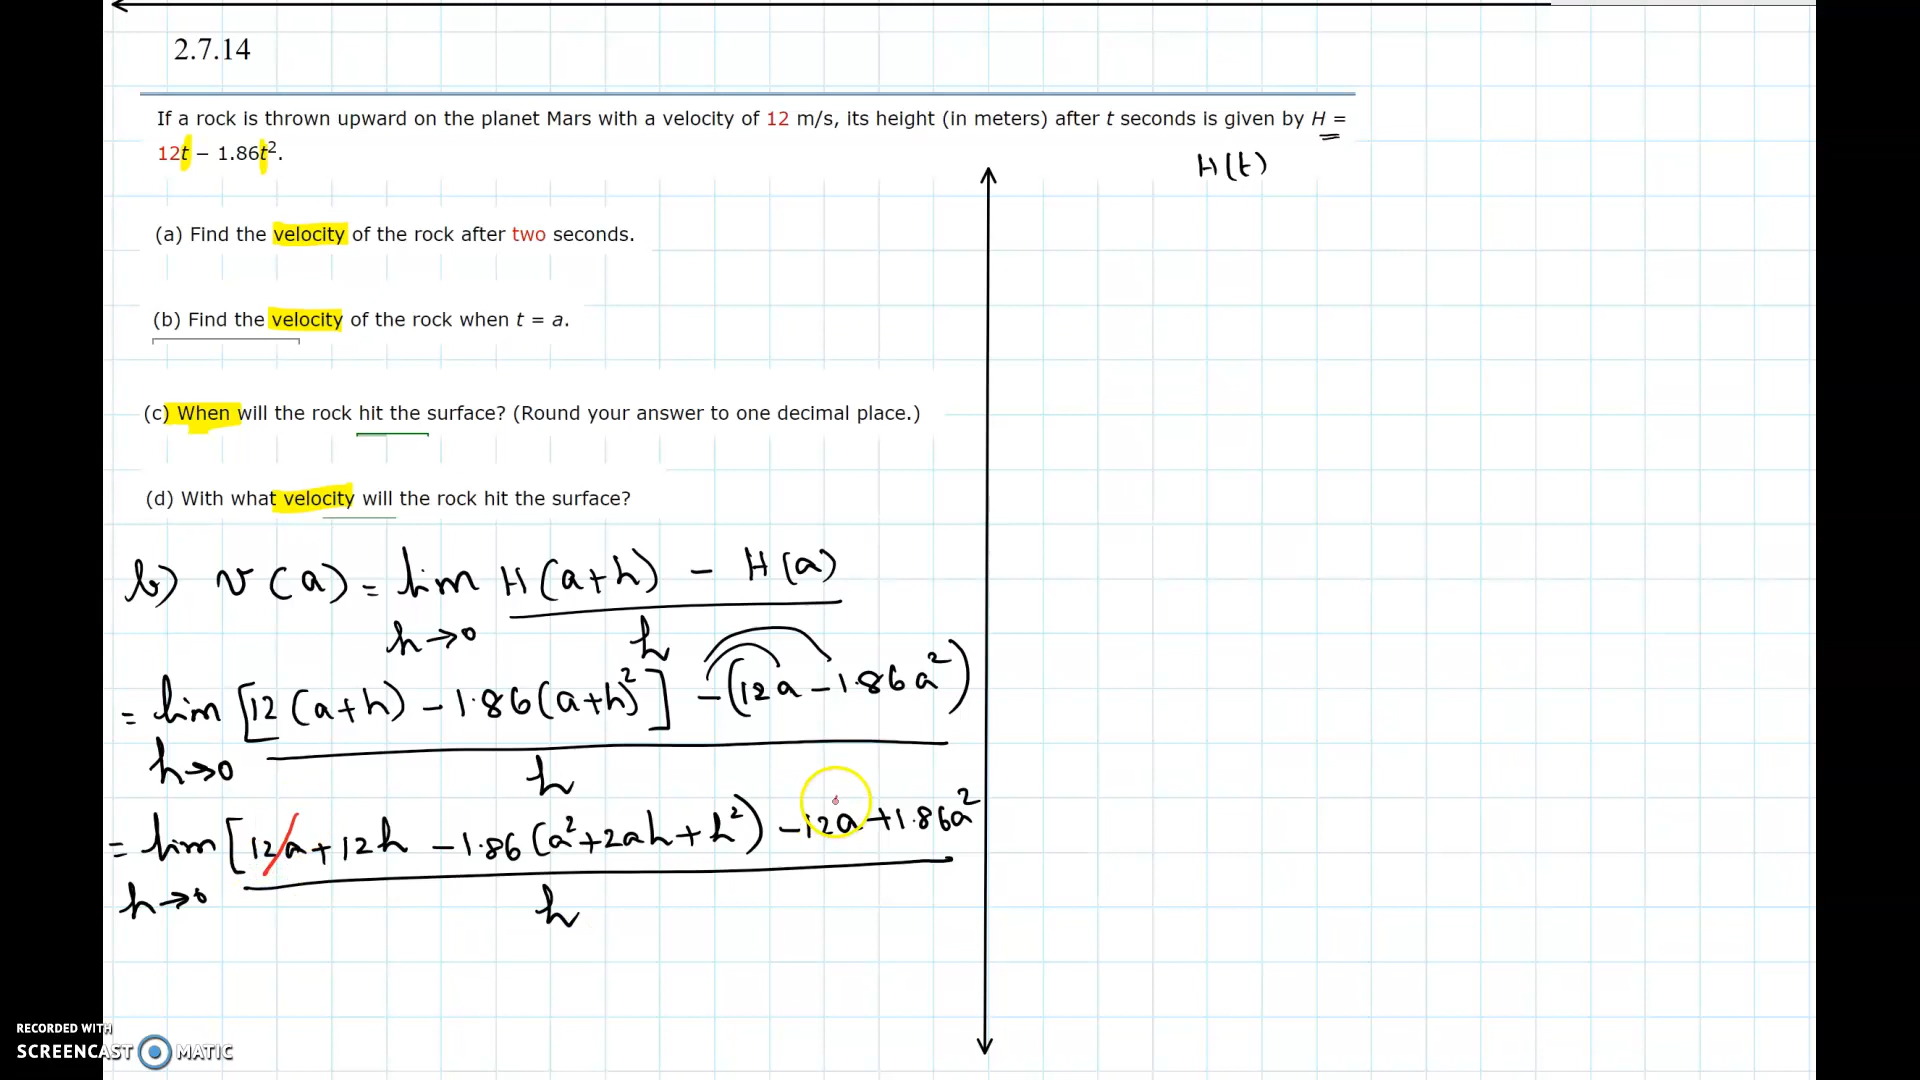 2.7.14
If a rock is thrown upward on the planet Mars with a velocity of 12 m/s, its height (in meters) after t seconds is given by H =
12t − 1.86t².
H(t)
(a) Find the velocity of the rock after two seconds.
(b) Find the velocity of the rock when t = a.
(c) When will the rock hit the surface? (Round your answer to one decimal place.)
(d) With what velocity will the rock hit the surface?
b) v(a) = lim H(a+h) − H(a)
h→0 h
= lim [12(a+h) − 1.86(a+h)²] −(12a − 1.86a²)
h→0 h
= lim [12a + 12h − 1.86(a² + 2ah + h²) − 12a + 1.86a²
h→0 h
RECORDED WITH
SCREENCAST MATIC